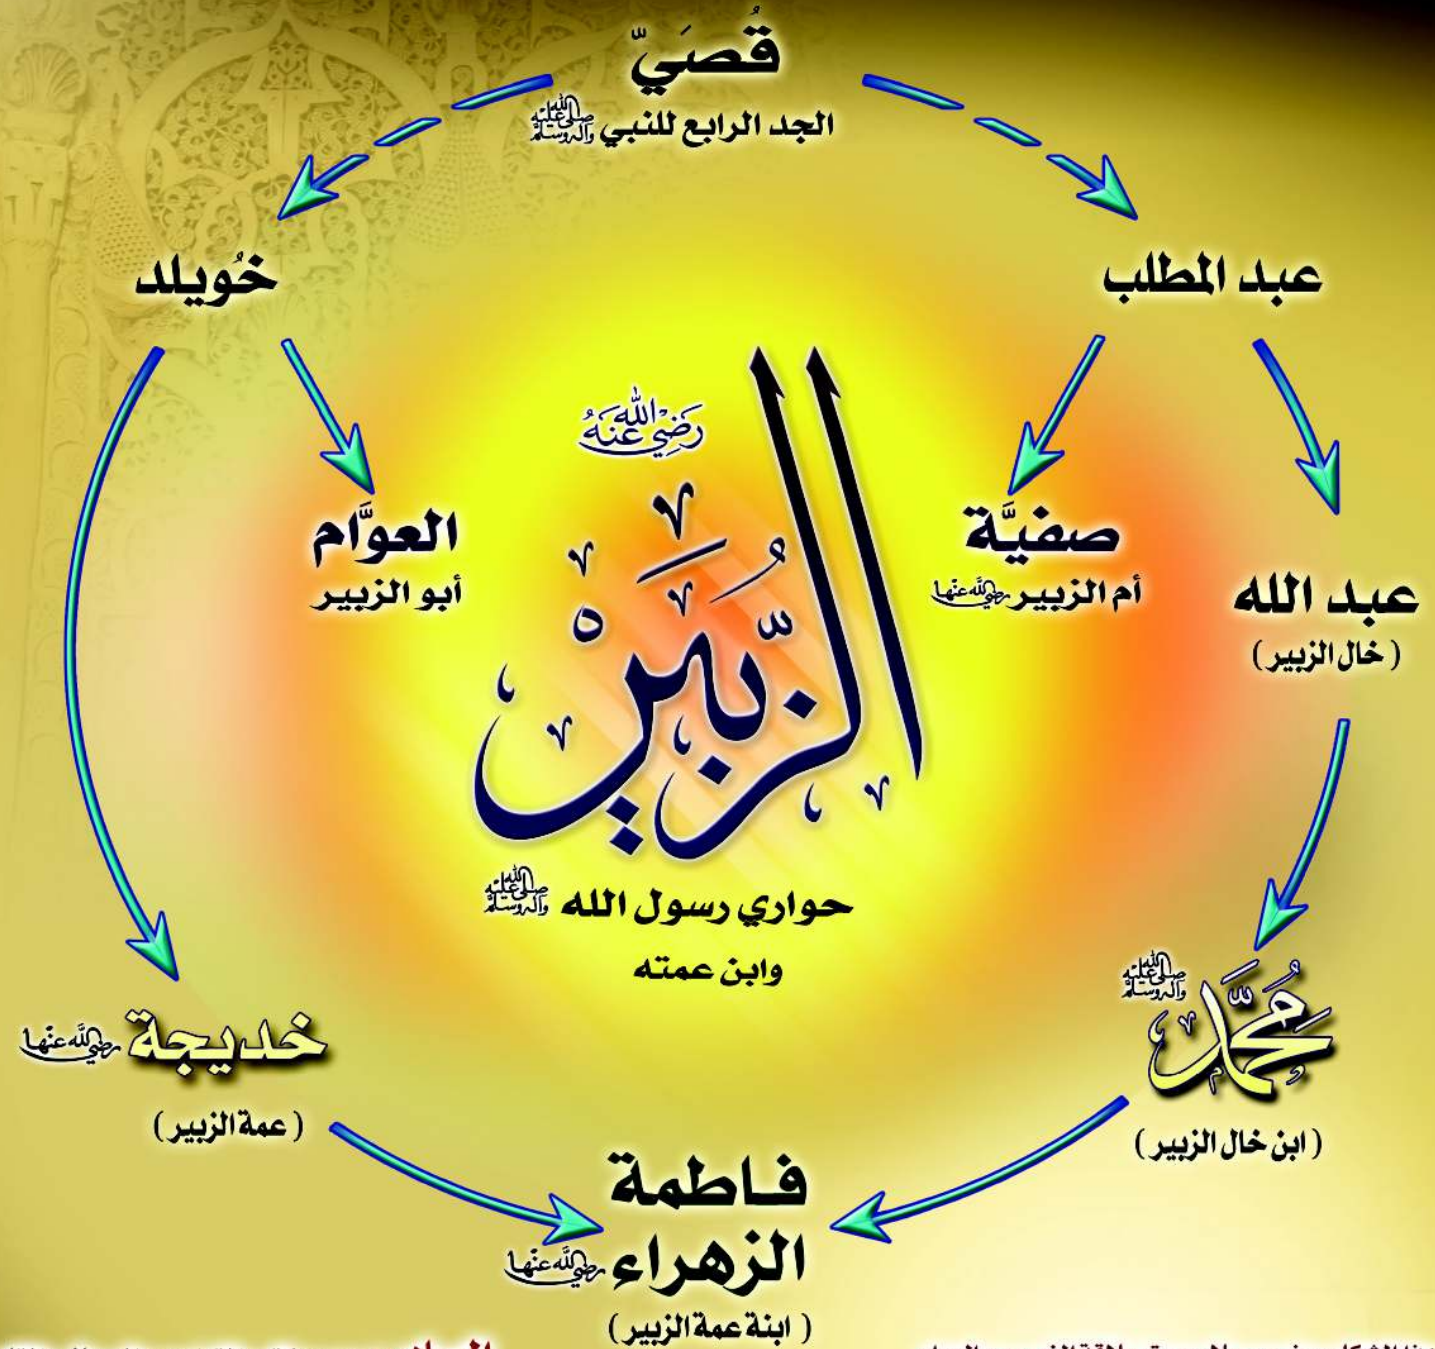 قُصَيّ
الجد الرابع للنبي صلى الله عليه وآله وسلم
عبد المطلب
خُويلد
صفيَّة
أم الزبير رضي الله عنها
عبد الله
(خال الزبير)
العوَّام
أبو الزبير
رَضِيَ اللهُ عَنهُ
الزُّبَيْر
حواري رسول الله صلى الله عليه وآله وسلم
وابن عمته
مُحَمَّد صلى الله عليه وآله وسلم
(ابن خال الزبير)
خديجة رضي الله عنها
(عمة الزبير)
فاطمة
الزهراء رضي الله عنها
(ابنة عمة الزبير)